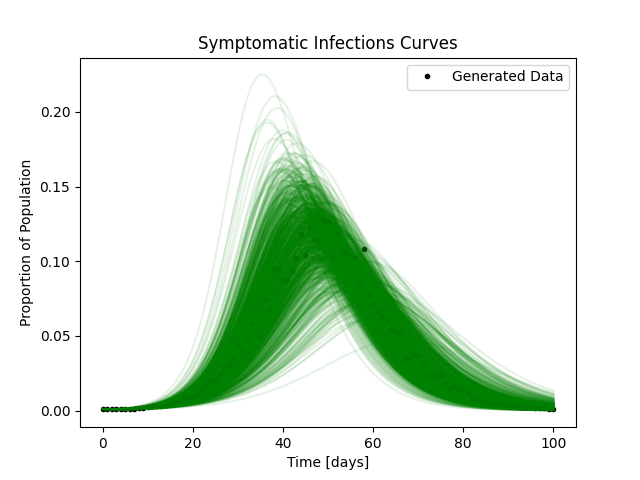 Symptomatic Infections Curves
Generated Data
Proportion of Population
0.20
0.15
0.10
0.05
0.00
0 20 40 60 80 100
Time [days]